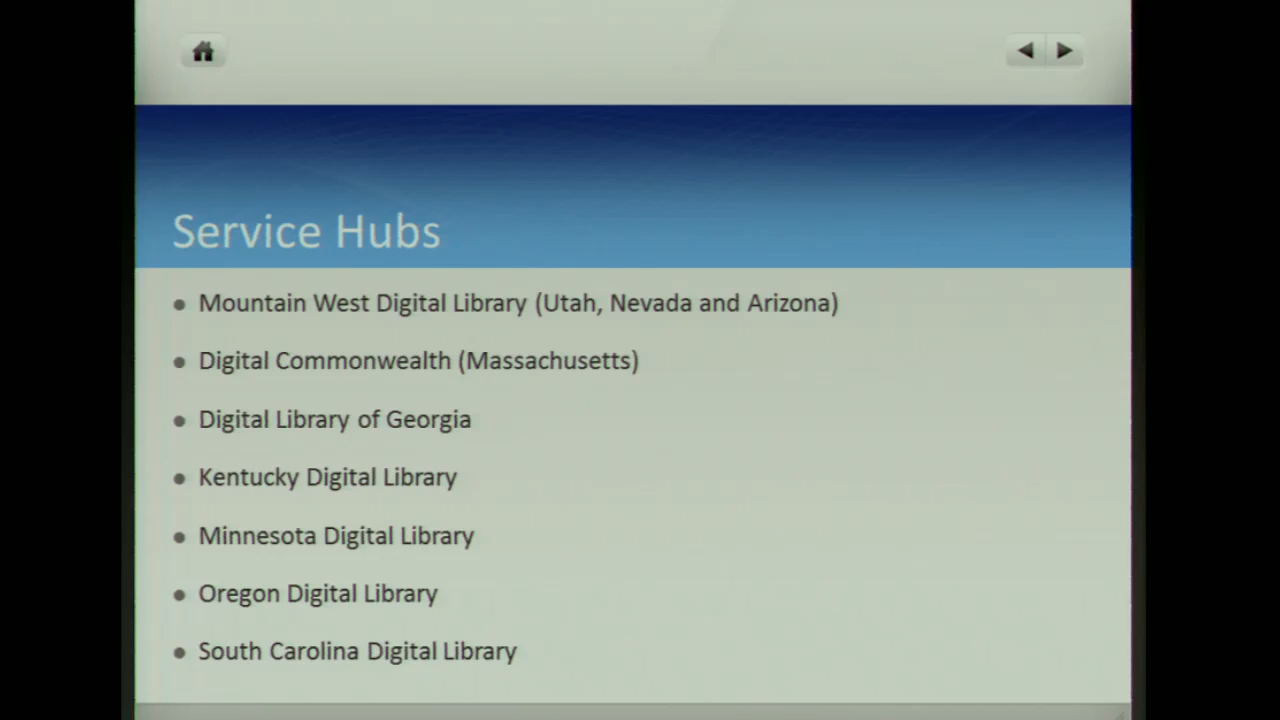 Service Hubs
Mountain West Digital Library (Utah, Nevada and Arizona)
Digital Commonwealth (Massachusetts)
Digital Library of Georgia
Kentucky Digital Library
Minnesota Digital Library
Oregon Digital Library
South Carolina Digital Library